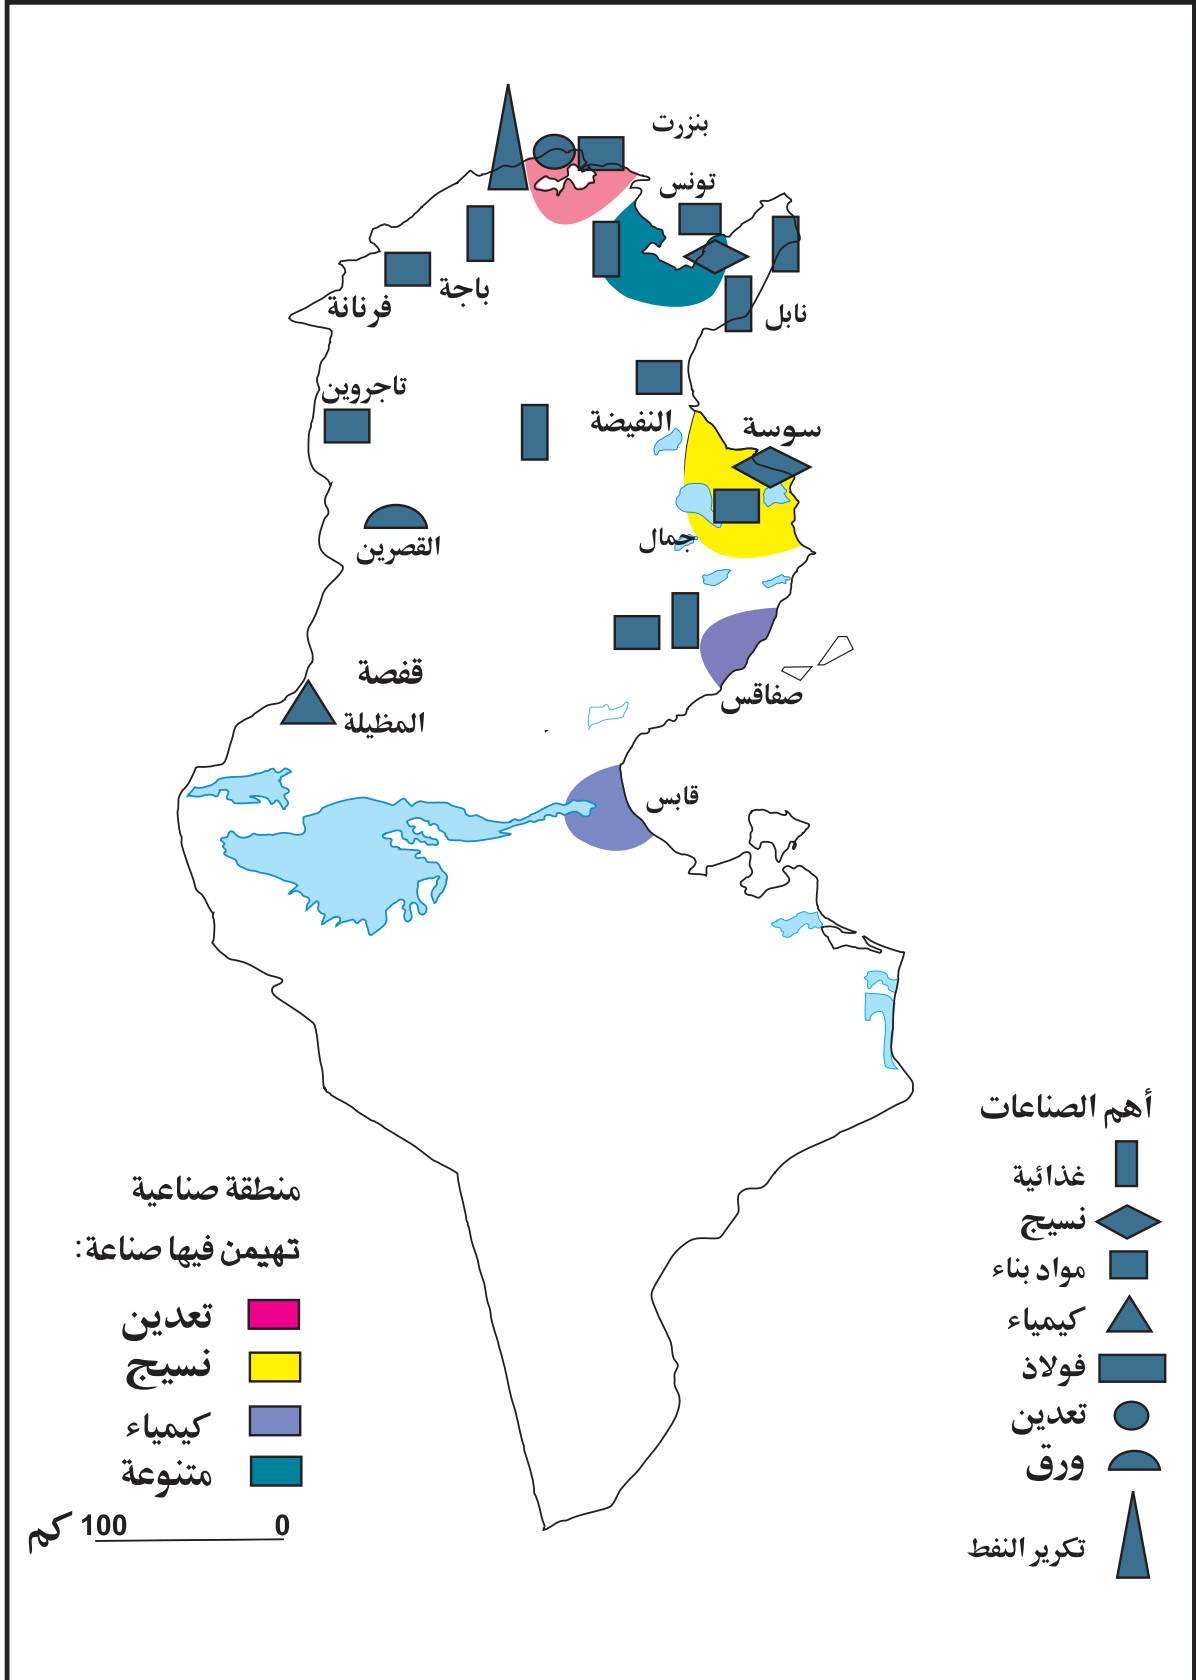 بنزرت
تونس
باجة
فرنانة
نابل
تاجروين
النفيضة
سوسة
جمال
القصرين
قفصة
المظيلة
صفاقس
قابس
أهم الصناعات
غذائية
نسيج
مواد بناء
كيمياء
فولاذ
تعدين
ورق
تكرير النفط
منطقة صناعية
تهيمن فيها صناعة:
تعدين
نسيج
كيمياء
متنوعة
0 100 كم